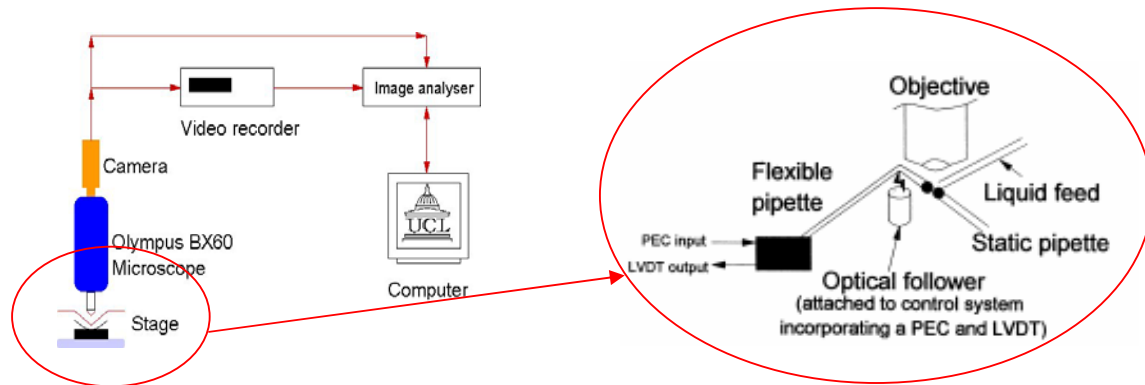 Image analyser
Video recorder
Camera
Olympus BX60
Microscope
Stage
UCL
Computer
Objective
Flexible
pipette
Liquid feed
Static pipette
PEC input
LVDT output
Optical follower
(attached to control system
incorporating a PEC and LVDT)